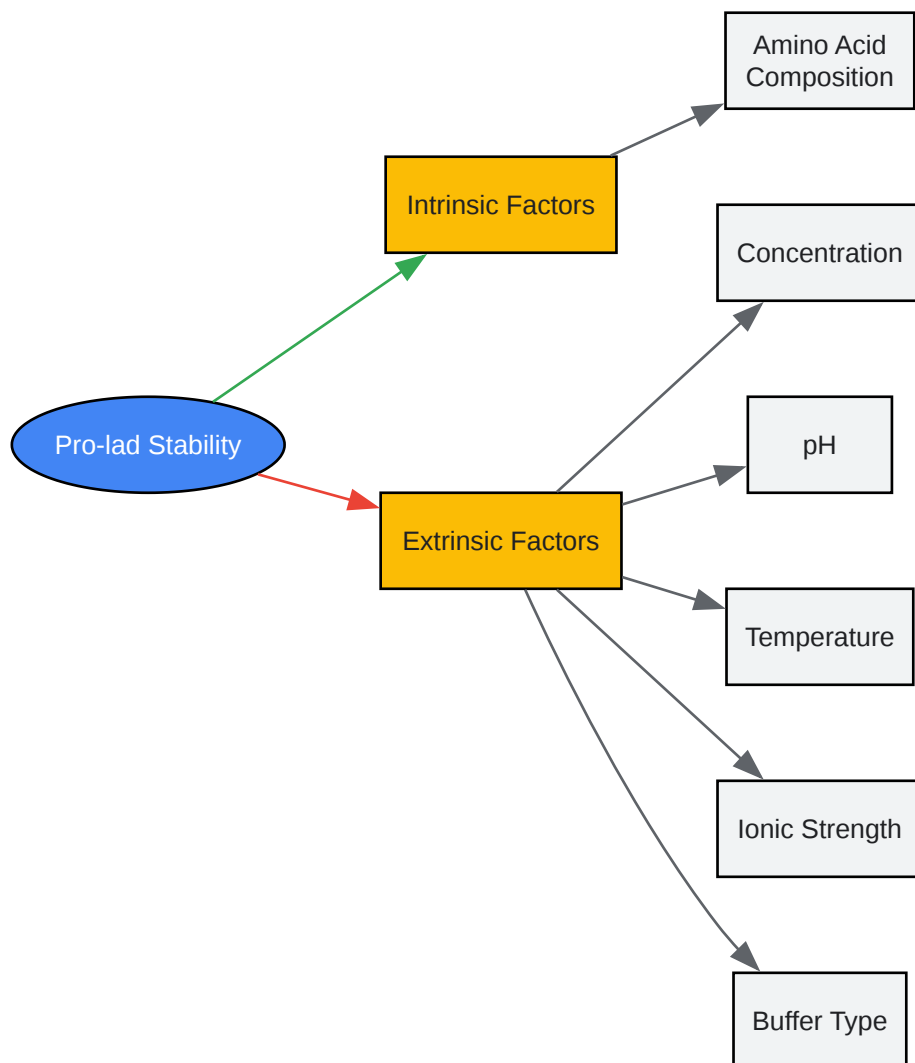 Amino Acid
Composition
Intrinsic Factors
Concentration
Pro-lad Stability
pH
Extrinsic Factors
Temperature
Ionic Strength
Buffer Type